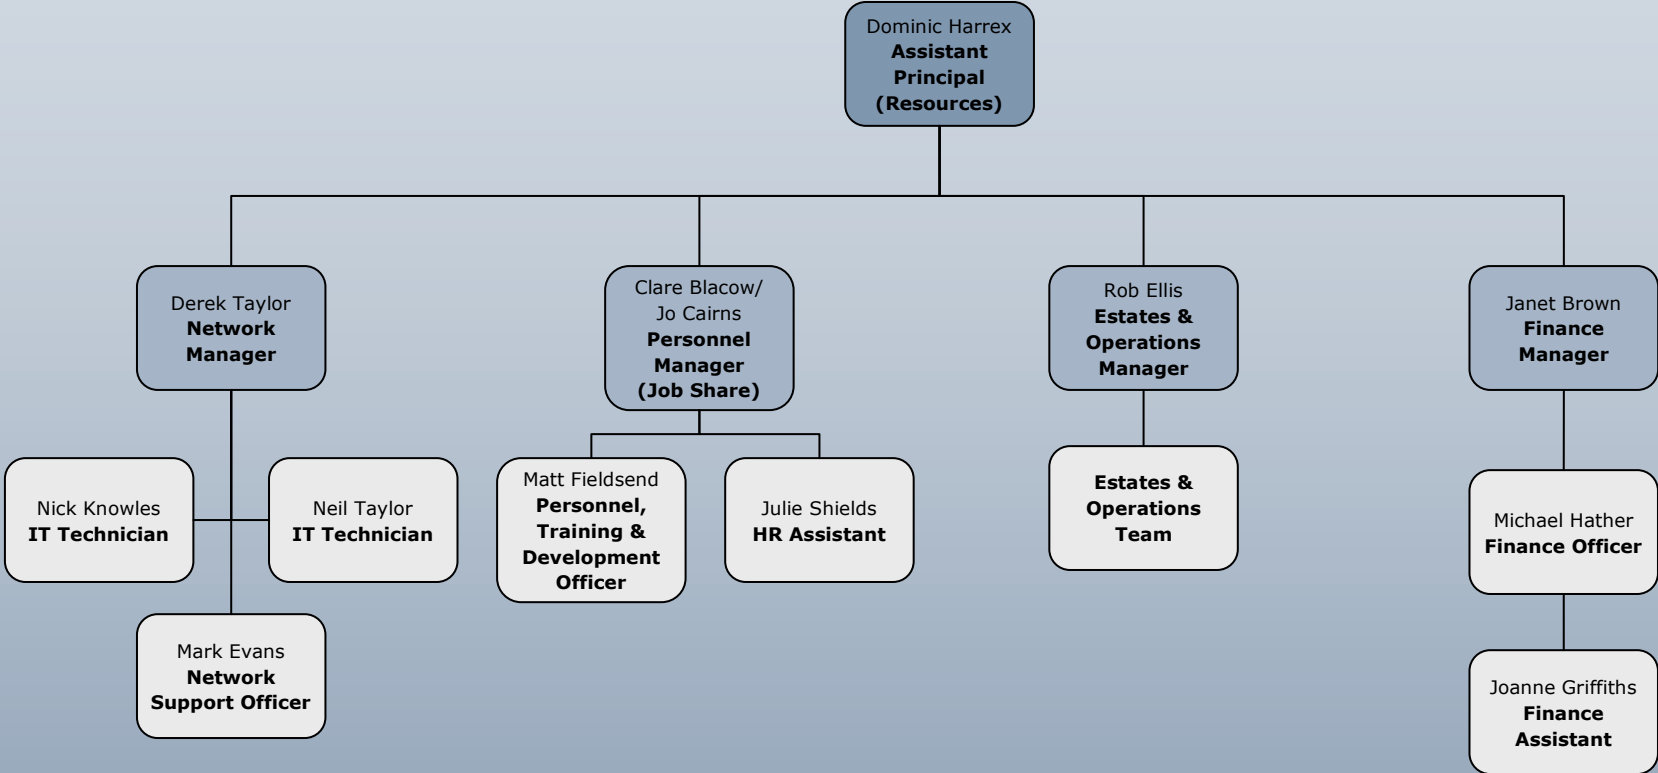 Dominic Harrex
Assistant
Principal
(Resources)
Derek Taylor
Network
Manager
Clare Blacow/
Jo Cairns
Personnel
Manager
(Job Share)
Rob Ellis
Estates &
Operations
Manager
Janet Brown
Finance
Manager
Nick Knowles
IT Technician
Neil Taylor
IT Technician
Matt Fieldsend
Personnel,
Training &
Development
Officer
Julie Shields
HR Assistant
Estates &
Operations
Team
Michael Hather
Finance Officer
Mark Evans
Network
Support Officer
Joanne Griffiths
Finance
Assistant